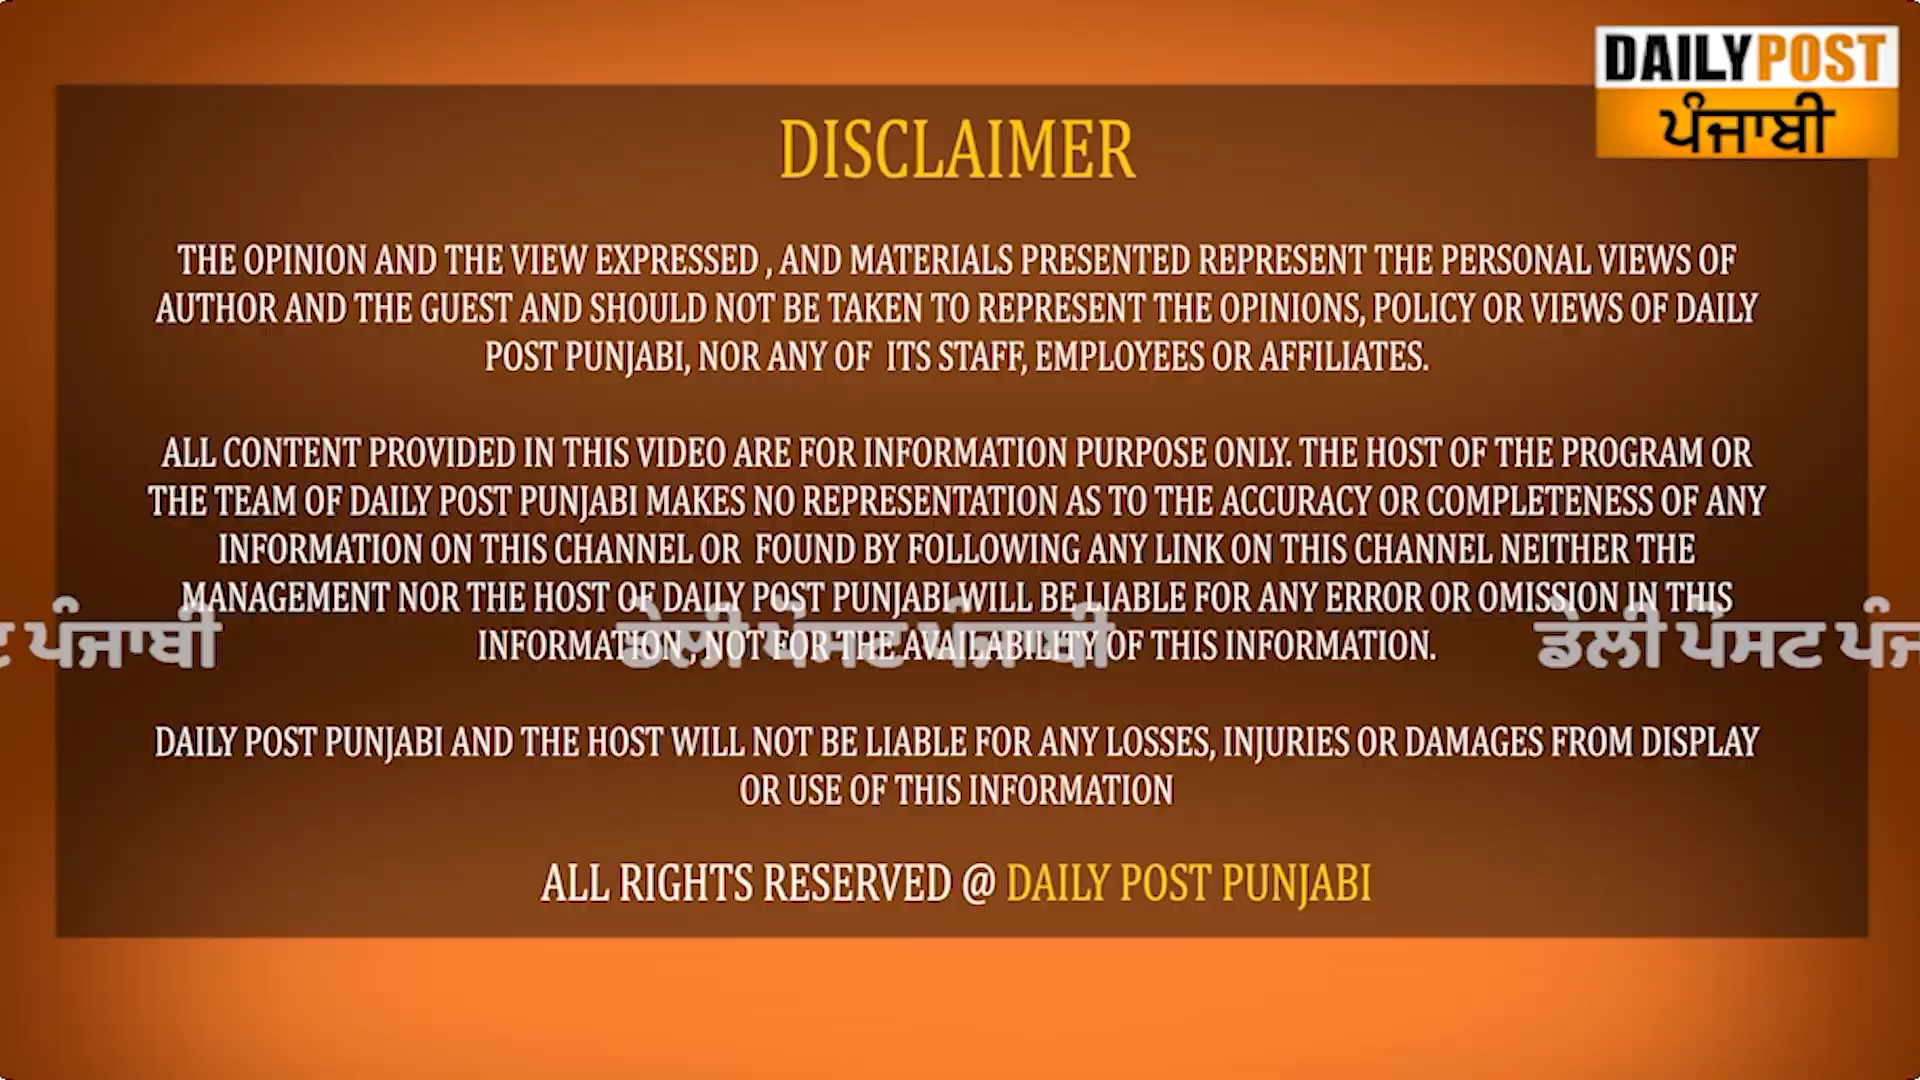 DAILYPOST
ਪੰਜਾਬੀ
DISCLAIMER
THE OPINION AND THE VIEW EXPRESSED , AND MATERIALS PRESENTED REPRESENT THE PERSONAL VIEWS OF
AUTHOR AND THE GUEST AND SHOULD NOT BE TAKEN TO REPRESENT THE OPINIONS, POLICY OR VIEWS OF DAILY
POST PUNJABI, NOR ANY OF ITS STAFF, EMPLOYEES OR AFFILIATES.
ALL CONTENT PROVIDED IN THIS VIDEO ARE FOR INFORMATION PURPOSE ONLY. THE HOST OF THE PROGRAM OR
THE TEAM OF DAILY POST PUNJABI MAKES NO REPRESENTATION AS TO THE ACCURACY OR COMPLETENESS OF ANY
INFORMATION ON THIS CHANNEL OR FOUND BY FOLLOWING ANY LINK ON THIS CHANNEL NEITHER THE
MANAGEMENT NOR THE HOST OF DAILY POST PUNJABI WILL BE LIABLE FOR ANY ERROR OR OMISSION IN THIS
INFORMATION , NOT FOR THE AVAILABILITY OF THIS INFORMATION.
ਟ ਪੰਜਾਬੀ ਡੇਲੀ ਪੋਸਟ ਪੰਜਾਬੀ ਡੇਲੀ ਪੋਸਟ ਪੰਜ
DAILY POST PUNJABI AND THE HOST WILL NOT BE LIABLE FOR ANY LOSSES, INJURIES OR DAMAGES FROM DISPLAY
OR USE OF THIS INFORMATION
ALL RIGHTS RESERVED @ DAILY POST PUNJABI